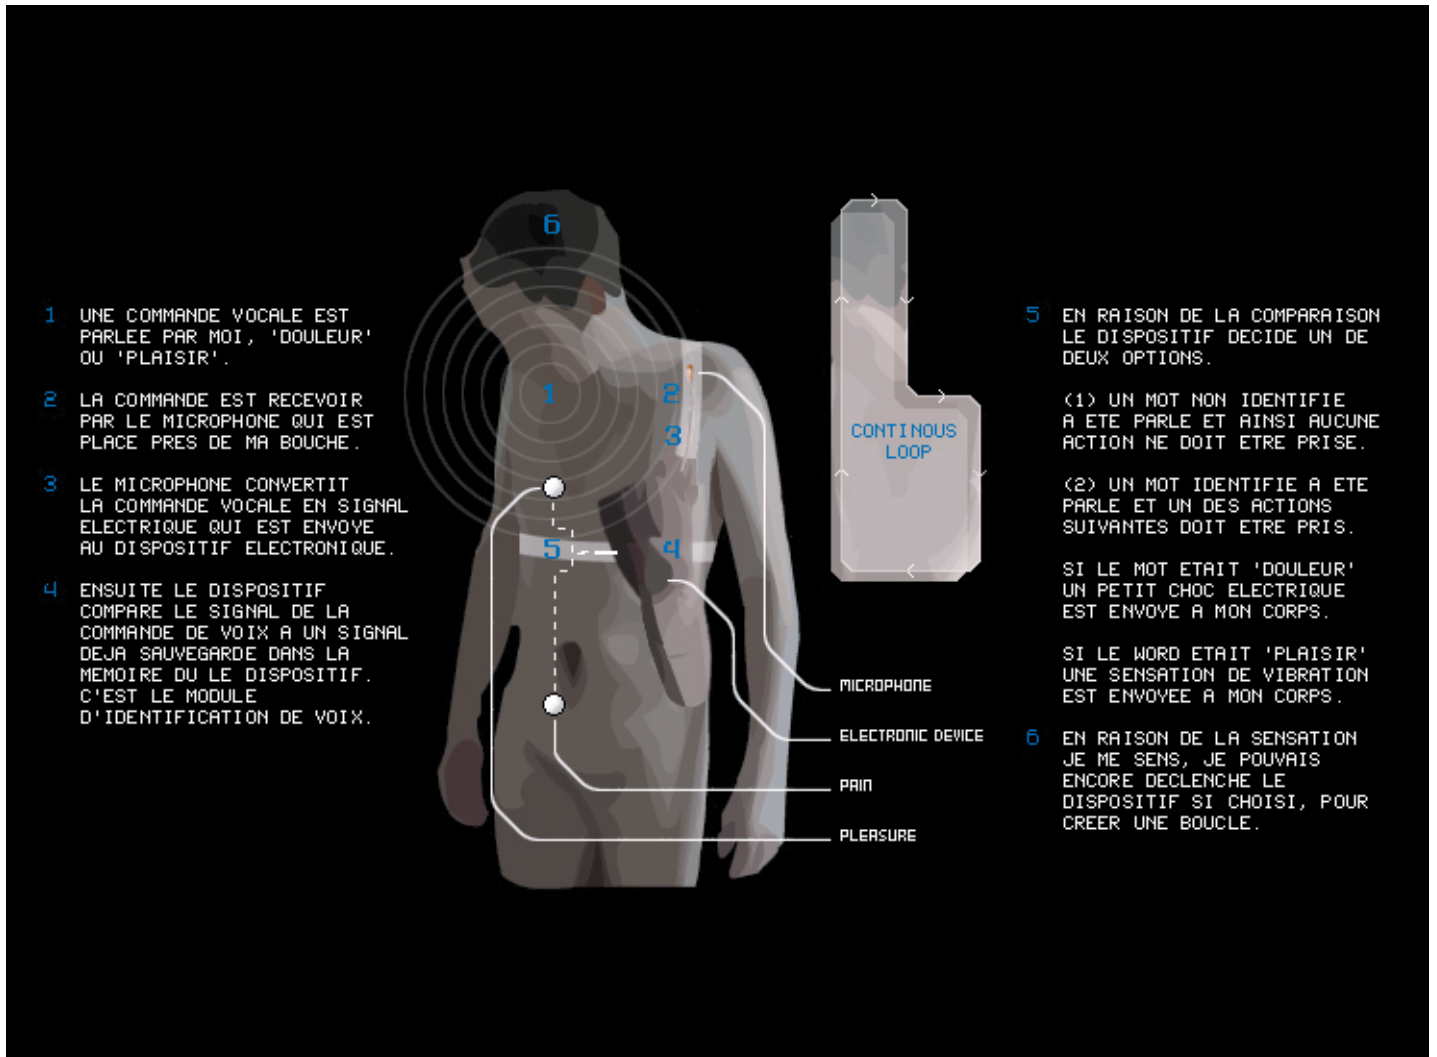 1 UNE COMMANDE VOCALE EST
PARLEE PAR MOI, 'DOULEUR'
OU 'PLAISIR'.
2 LA COMMANDE EST RECEVOIR
PAR LE MICROPHONE QUI EST
PLACE PRES DE MA BOUCHE.
3 LE MICROPHONE CONVERTIT
LA COMMANDE VOCALE EN SIGNAL
ELECTRIQUE QUI EST ENVOYE
AU DISPOSITIF ELECTRONIQUE.
4 ENSUITE LE DISPOSITIF
COMPARE LE SIGNAL DE LA
COMMANDE DE VOIX A UN SIGNAL
DEJA SAUVEGARDE DANS LA
MEMOIRE DU LE DISPOSITIF.
C'EST LE MODULE
D'IDENTIFICATION DE VOIX.
6
1
2
3
5
4
CONTINOUS
LOOP
MICROPHONE
ELECTRONIC DEVICE
PAIN
PLEASURE
5 EN RAISON DE LA COMPARAISON
LE DISPOSITIF DECIDE UN DE
DEUX OPTIONS.
(1) UN MOT NON IDENTIFIE
A ETE PARLE ET AINSI AUCUNE
ACTION NE DOIT ETRE PRISE.
(2) UN MOT IDENTIFIE A ETE
PARLE ET UN DES ACTIONS
SUIVANTES DOIT ETRE PRIS.
SI LE MOT ETAIT 'DOULEUR'
UN PETIT CHOC ELECTRIQUE
EST ENVOYE A MON CORPS.
SI LE WORD ETAIT 'PLAISIR'
UNE SENSATION DE VIBRATION
EST ENVOYEE A MON CORPS.
6 EN RAISON DE LA SENSATION
JE ME SENS, JE POUVAIS
ENCORE DECLENCHE LE
DISPOSITIF SI CHOISI, POUR
CREER UNE BOUCLE.